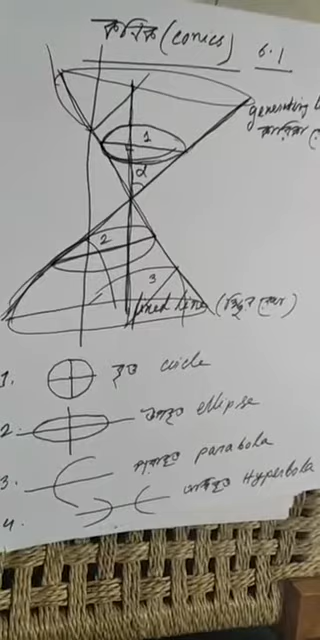 কনিক (conics) 6.1
generating
1
α
2
3
fixed line
1. বৃত্ত circle
2. উপবৃত্ত ellipse
3. পরাবৃত্ত parabola
4. অধিবৃত্ত Hyperbola